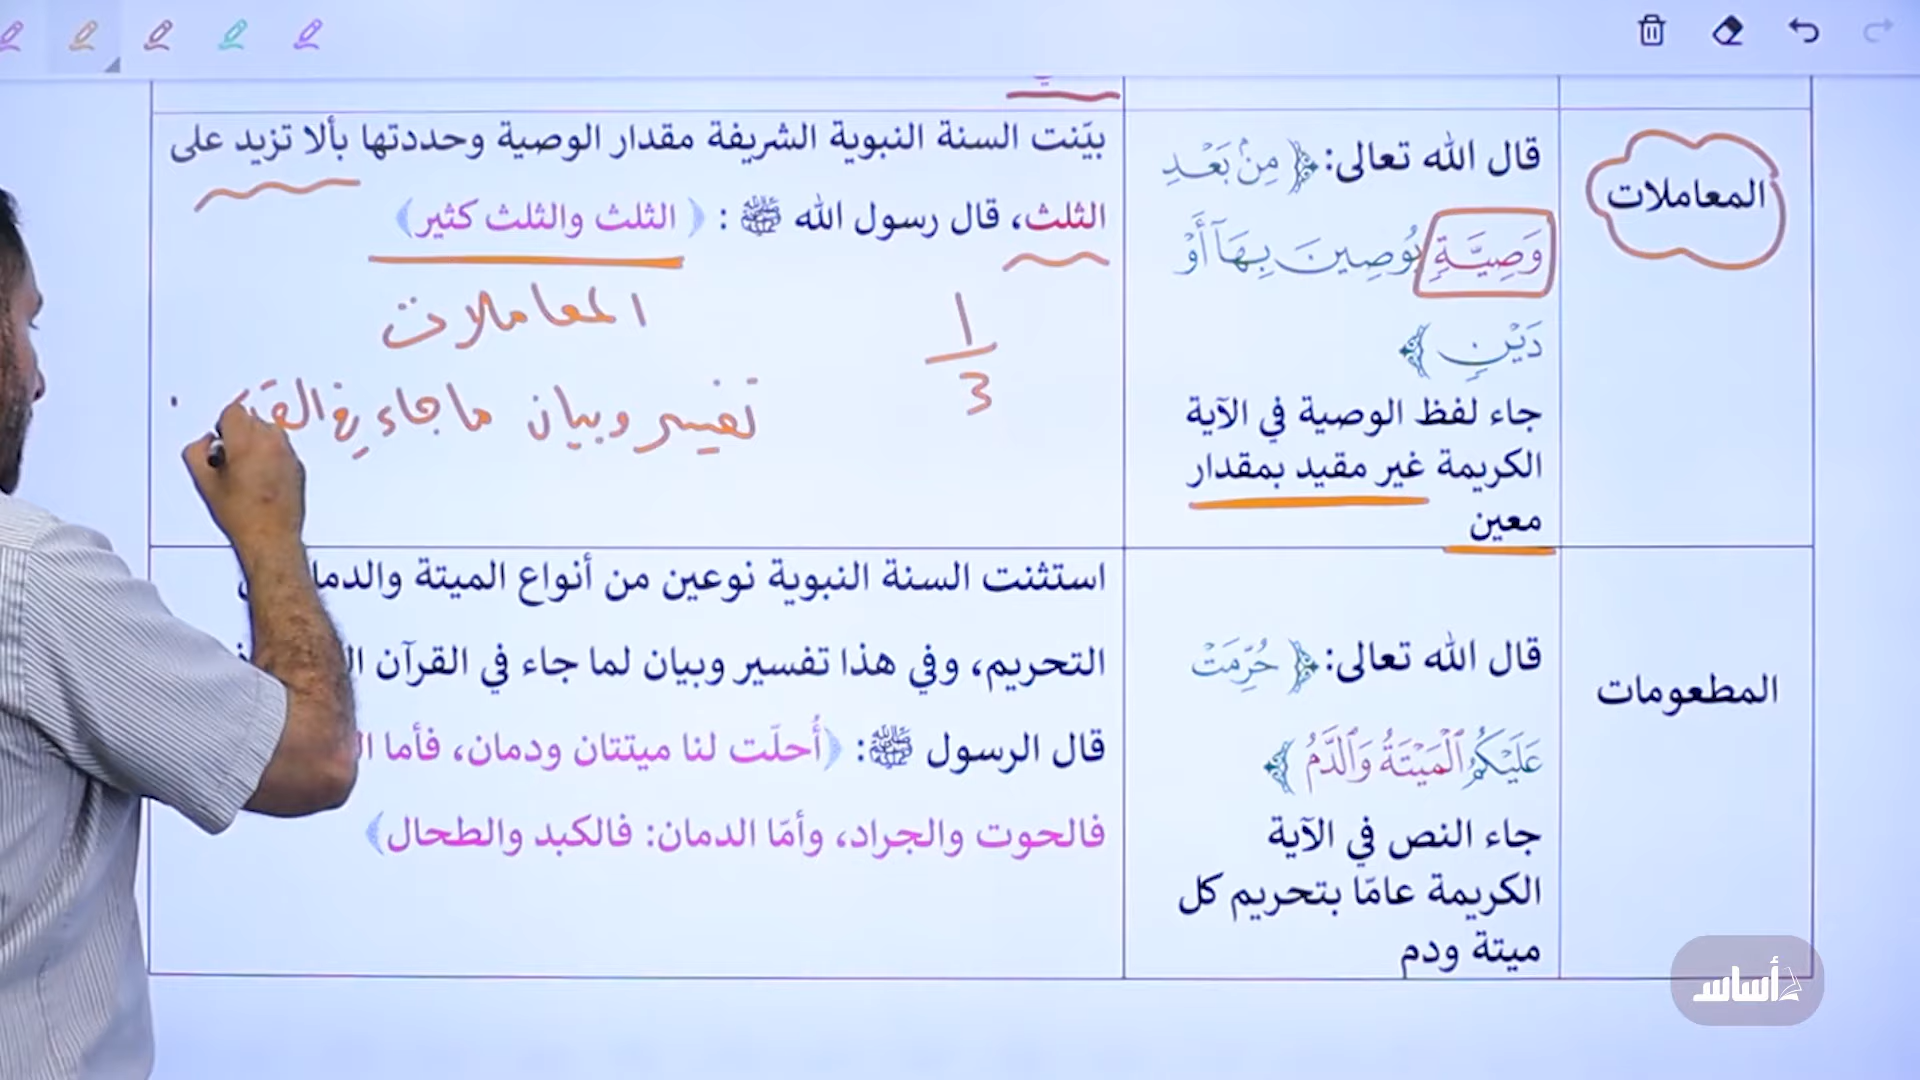 المعاملات
قال الله تعالى: ﴿ مِنۢ بَعْدِ
وَصِيَّةٍ يُوصِينَ بِهَآ أَوْ
دَيْنٍ ﴾
جاء لفظ الوصية في الآية
الكريمة غير مقيد بمقدار
معين
بيّنت السنة النبوية الشريفة مقدار الوصية وحددتها بألا تزيد على
الثلث، قال رسول الله ﷺ : ﴿ الثلث والثلث كثير ﴾
المعاملات
1
3
تفسير وبيان ما جاء في
المطعومات
قال الله تعالى: ﴿ حُرِّمَتْ
عَلَيْكُمُ ٱلْمَيْتَةُ وَٱلدَّمُ ﴾
جاء النص في الآية
الكريمة عامّا بتحريم كل
ميتة ودم
استثنت السنة النبوية نوعين من أنواع الميتة
التحريم، وفي هذا تفسير وبيان لما جاء في القرآن
قال الرسول ﷺ: ﴿أُحلّت لنا ميتتان ودمان، فأما
فالحوت والجراد، وأمّا الدمان: فالكبد والطحال﴾
أساس